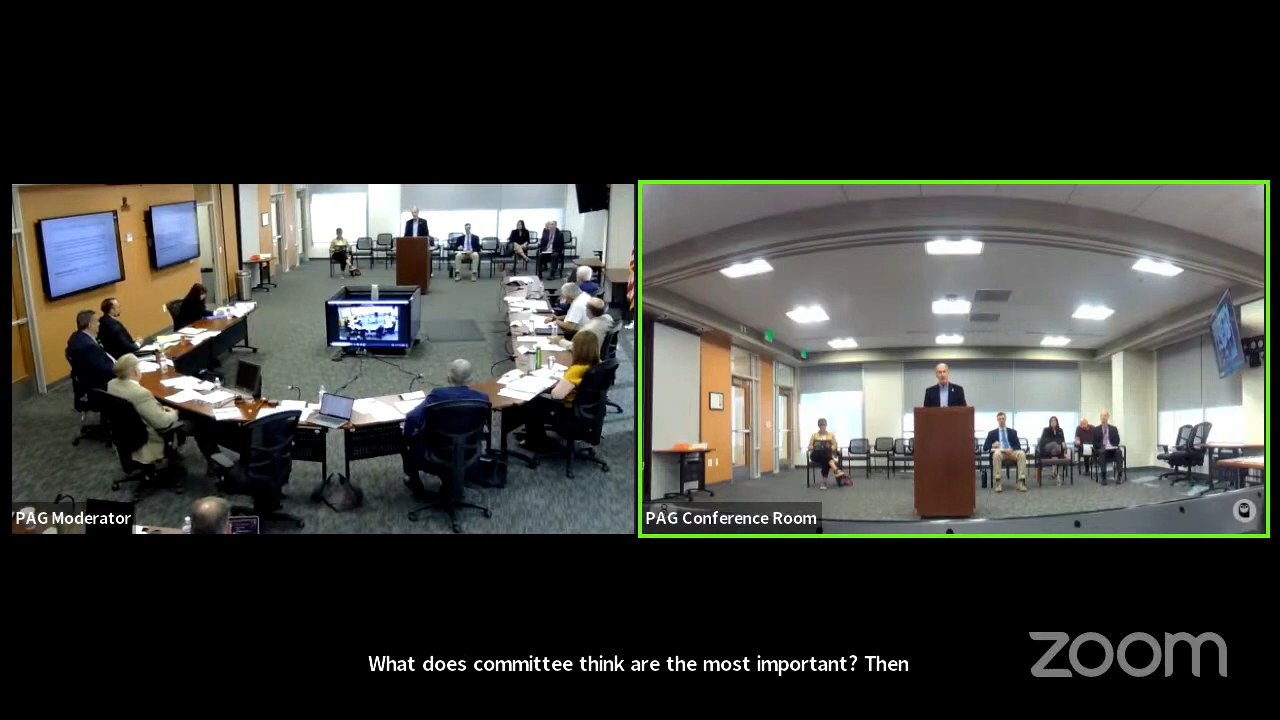 PAG Moderator
PAG Conference Room
What does committee think are the most important? Then
zoom